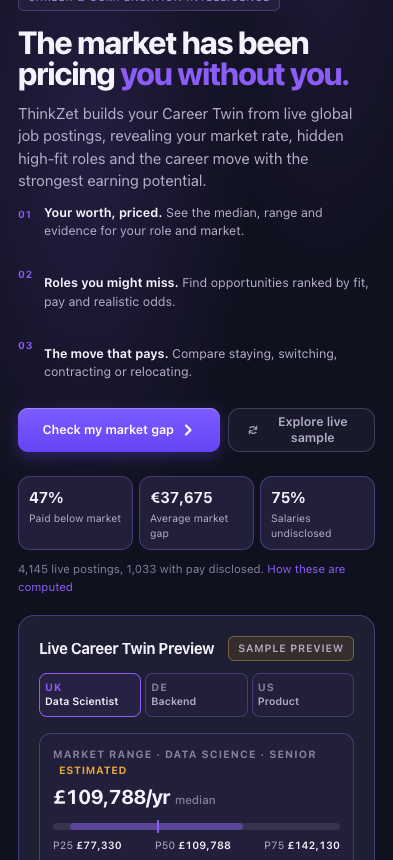 The market has been
pricing you without you.
ThinkZet builds your Career Twin from live global
job postings, revealing your market rate, hidden
high-fit roles and the career move with the
strongest earning potential.
01 Your worth, priced. See the median, range and
evidence for your role and market.
02 Roles you might miss. Find opportunities ranked by fit,
pay and realistic odds.
03 The move that pays. Compare staying, switching,
contracting or relocating.
Check my market gap
Explore live
sample
47%
Paid below market
€37,675
Average market
gap
75%
Salaries
undisclosed
4,145 live postings, 1,033 with pay disclosed. How these are
computed
Live Career Twin Preview
SAMPLE PREVIEW
UK
Data Scientist
DE
Backend
US
Product
MARKET RANGE · DATA SCIENCE · SENIOR
ESTIMATED
£109,788/yr median
P25 £77,330 P50 £109,788 P75 £142,130